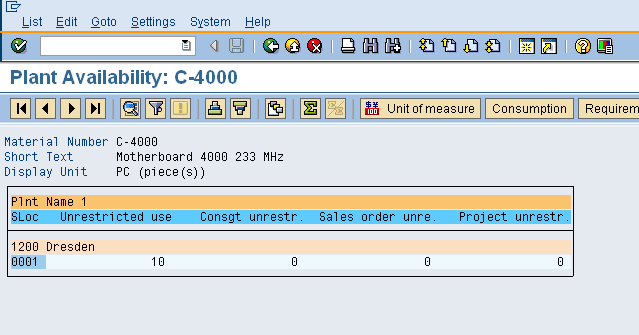 List Edit Goto Settings System Help
Plant Availability: C-4000
Unit of measure Consumption Requirem
Material Number C-4000
Short Text Motherboard 4000 233 MHz
Display Unit PC (piece(s))
Plnt Name 1
SLoc Unrestricted use Consgt unrestr. Sales order unre. Project unrestr.
1200 Dresden
0001 10 0 0 0